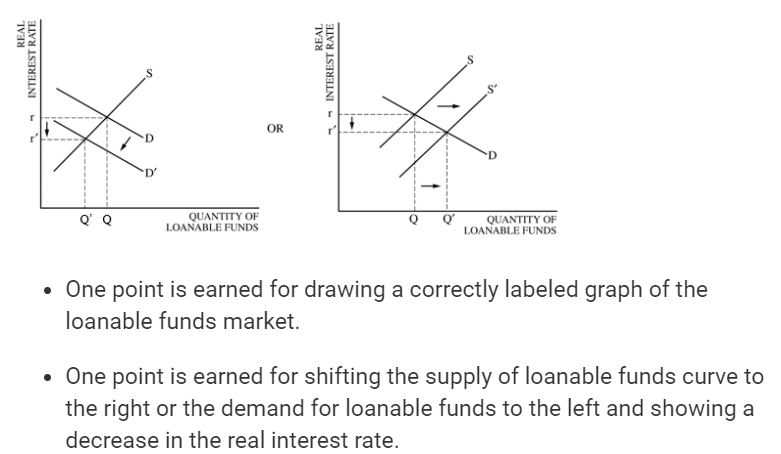 REAL
INTEREST RATE
S
r
r'
D
D'
Q' Q
QUANTITY OF
LOANABLE FUNDS
OR
REAL
INTEREST RATE
S
S'
r
r'
D
Q Q'
QUANTITY OF
LOANABLE FUNDS
• One point is earned for drawing a correctly labeled graph of the
loanable funds market.
• One point is earned for shifting the supply of loanable funds curve to
the right or the demand for loanable funds to the left and showing a
decrease in the real interest rate.